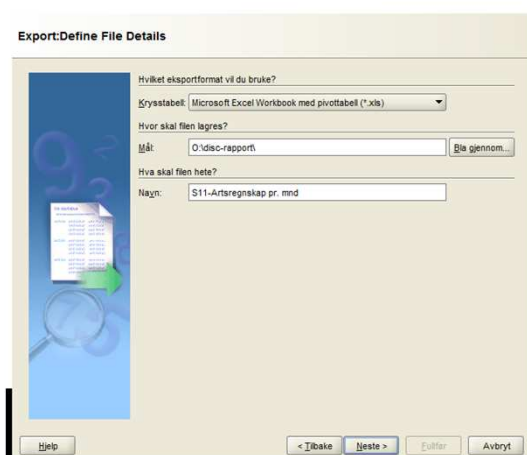 Export:Define File Details
Hvilket eksportformat vil du bruke?
Krysstabell: Microsoft Excel Workbook med pivottabell (*.xls)
Hvor skal filen lagres?
Mål: O:\disc-rapport\ Bla gjennom...
Hva skal filen hete?
Navn: S11-Artsregnskap pr. mnd
Hjelp < Tilbake Neste > Fullfør Avbryt